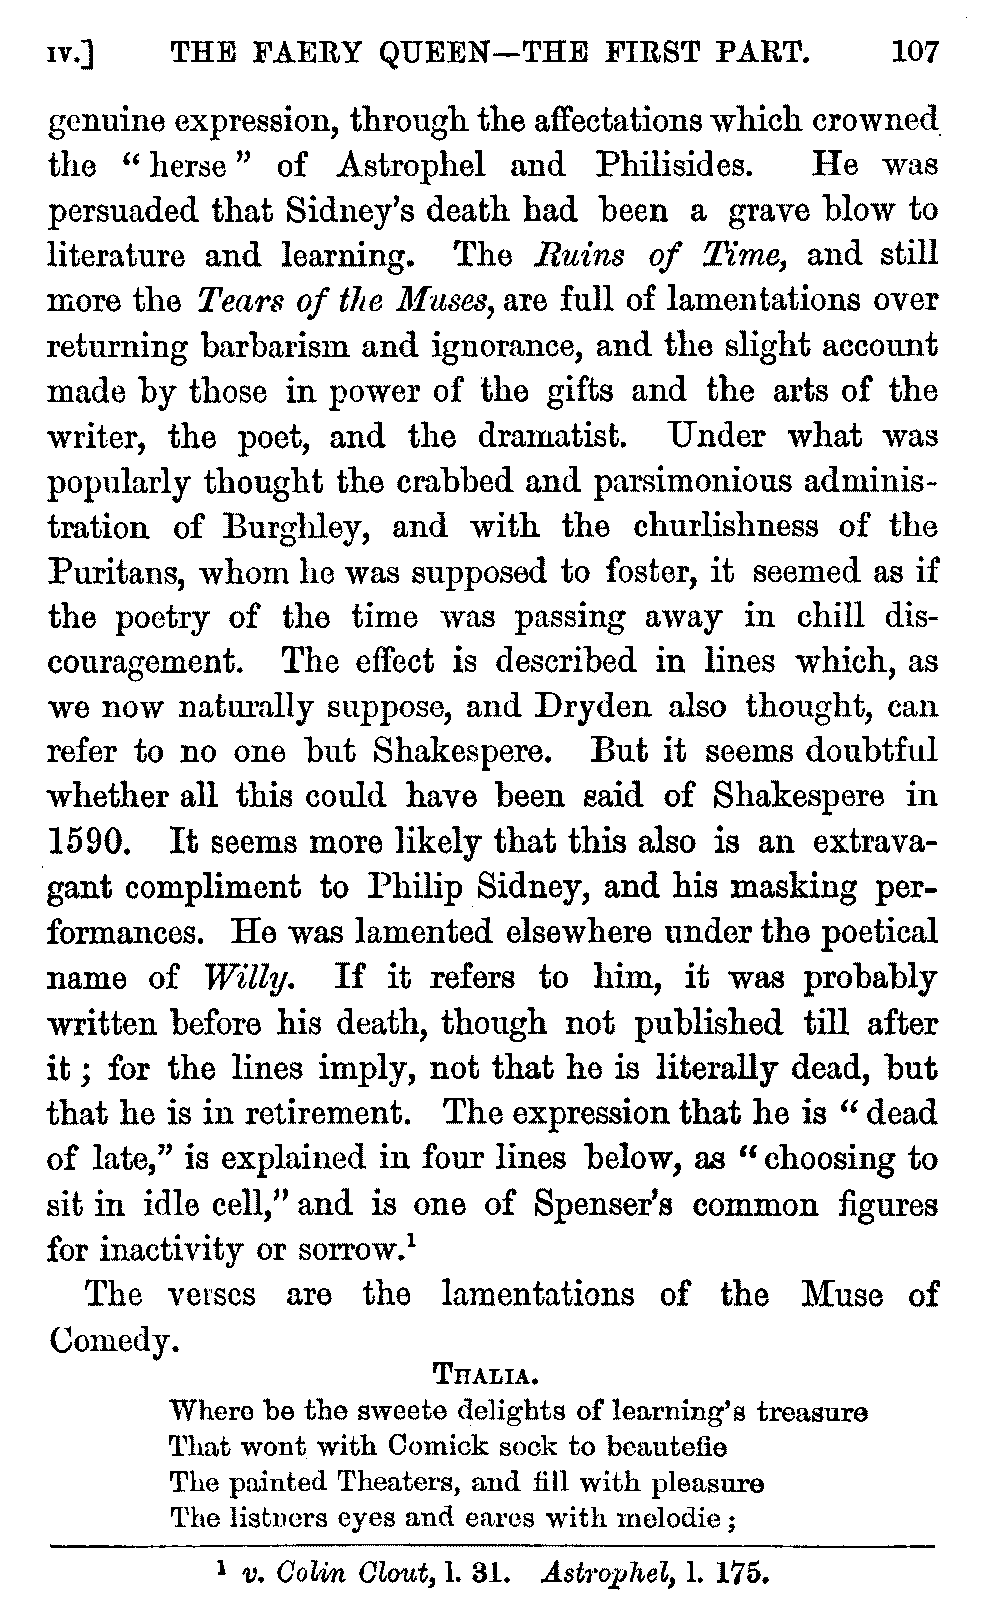 IV.] THE FAERY QUEEN—THE FIRST PART. 107
genuine expression, through the affectations which crowned
the “herse” of Astrophel and Philisides. He was
persuaded that Sidney’s death had been a grave blow to
literature and learning. The Ruins of Time, and still
more the Tears of the Muses, are full of lamentations over
returning barbarism and ignorance, and the slight account
made by those in power of the gifts and the arts of the
writer, the poet, and the dramatist. Under what was
popularly thought the crabbed and parsimonious adminis-
tration of Burghley, and with the churlishness of the
Puritans, whom he was supposed to foster, it seemed as if
the poetry of the time was passing away in chill dis-
couragement. The effect is described in lines which, as
we now naturally suppose, and Dryden also thought, can
refer to no one but Shakespere. But it seems doubtful
whether all this could have been said of Shakespere in
1590. It seems more likely that this also is an extrava-
gant compliment to Philip Sidney, and his masking per-
formances. He was lamented elsewhere under the poetical
name of Willy. If it refers to him, it was probably
written before his death, though not published till after
it; for the lines imply, not that he is literally dead, but
that he is in retirement. The expression that he is “dead
of late,” is explained in four lines below, as “choosing to
sit in idle cell,” and is one of Spenser’s common figures
for inactivity or sorrow.¹
The verses are the lamentations of the Muse of
Comedy.
THALIA.
Where be the sweete delights of learning’s treasure
That wont with Comick sock to beautefie
The painted Theaters, and fill with pleasure
The listners eyes and eares with melodie;
¹ v. Colin Clout, l. 31. Astrophel, l. 175.